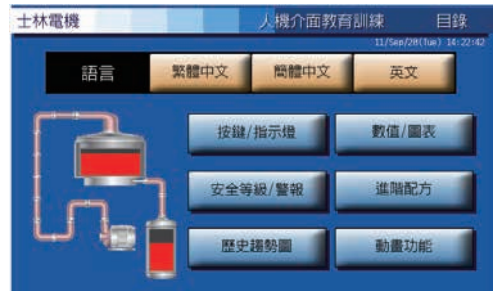 士林電機 人機介面教育訓練 目錄
11/Sep/20(Tue) 14:22:42
語言 繁體中文 簡體中文 英文
按鍵/指示燈 數值/圖表
安全等級/警報 進階配方
歷史趨勢圖 動畫功能